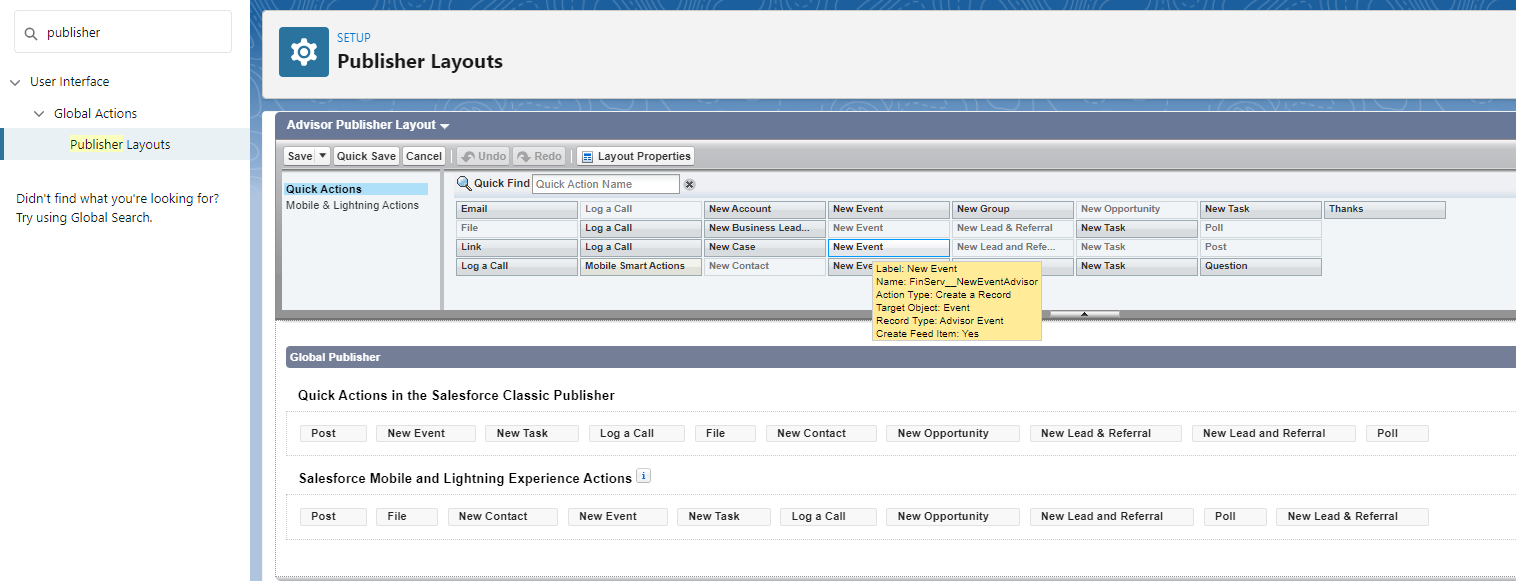 publisher
User Interface
Global Actions
Publisher Layouts
Didn't find what you're looking for?
Try using Global Search.
SETUP
Publisher Layouts
Advisor Publisher Layout
Save Quick Save Cancel Undo Redo Layout Properties
Quick Actions
Mobile & Lightning Actions
Quick Find Quick Action Name
Email Log a Call New Account New Event New Group New Opportunity New Task Thanks
File Log a Call New Business Lead... New Event New Lead & Referral New Task Poll
Link Log a Call New Case New Event New Lead and Refe... New Task Post
Log a Call Mobile Smart Actions New Contact New Eve New Task Question
Label: New Event
Name: FinServ__NewEventAdvisor
Action Type: Create a Record
Target Object: Event
Record Type: Advisor Event
Create Feed Item: Yes
Global Publisher
Quick Actions in the Salesforce Classic Publisher
Post New Event New Task Log a Call File New Contact New Opportunity New Lead & Referral New Lead and Referral Poll
Salesforce Mobile and Lightning Experience Actions i
Post File New Contact New Event New Task Log a Call New Opportunity New Lead and Referral Poll New Lead & Referral